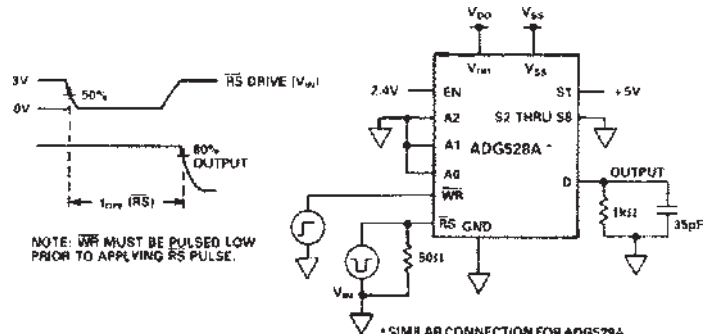 3V
0V
50%
RS DRIVE (VIN)
80%
OUTPUT
tOFF (RS)
NOTE: WR MUST BE PULSED LOW
PRIOR TO APPLYING RS PULSE.
VDD
VSS
VDD
VSS
2.4V
EN
A2
A1
A0
WR
RS
GND
ADG528A *
S1
+5V
S2 THRU S8
D
OUTPUT
1kΩ
35pF
50Ω
VIN
* SIMILAR CONNECTION FOR ADG529A